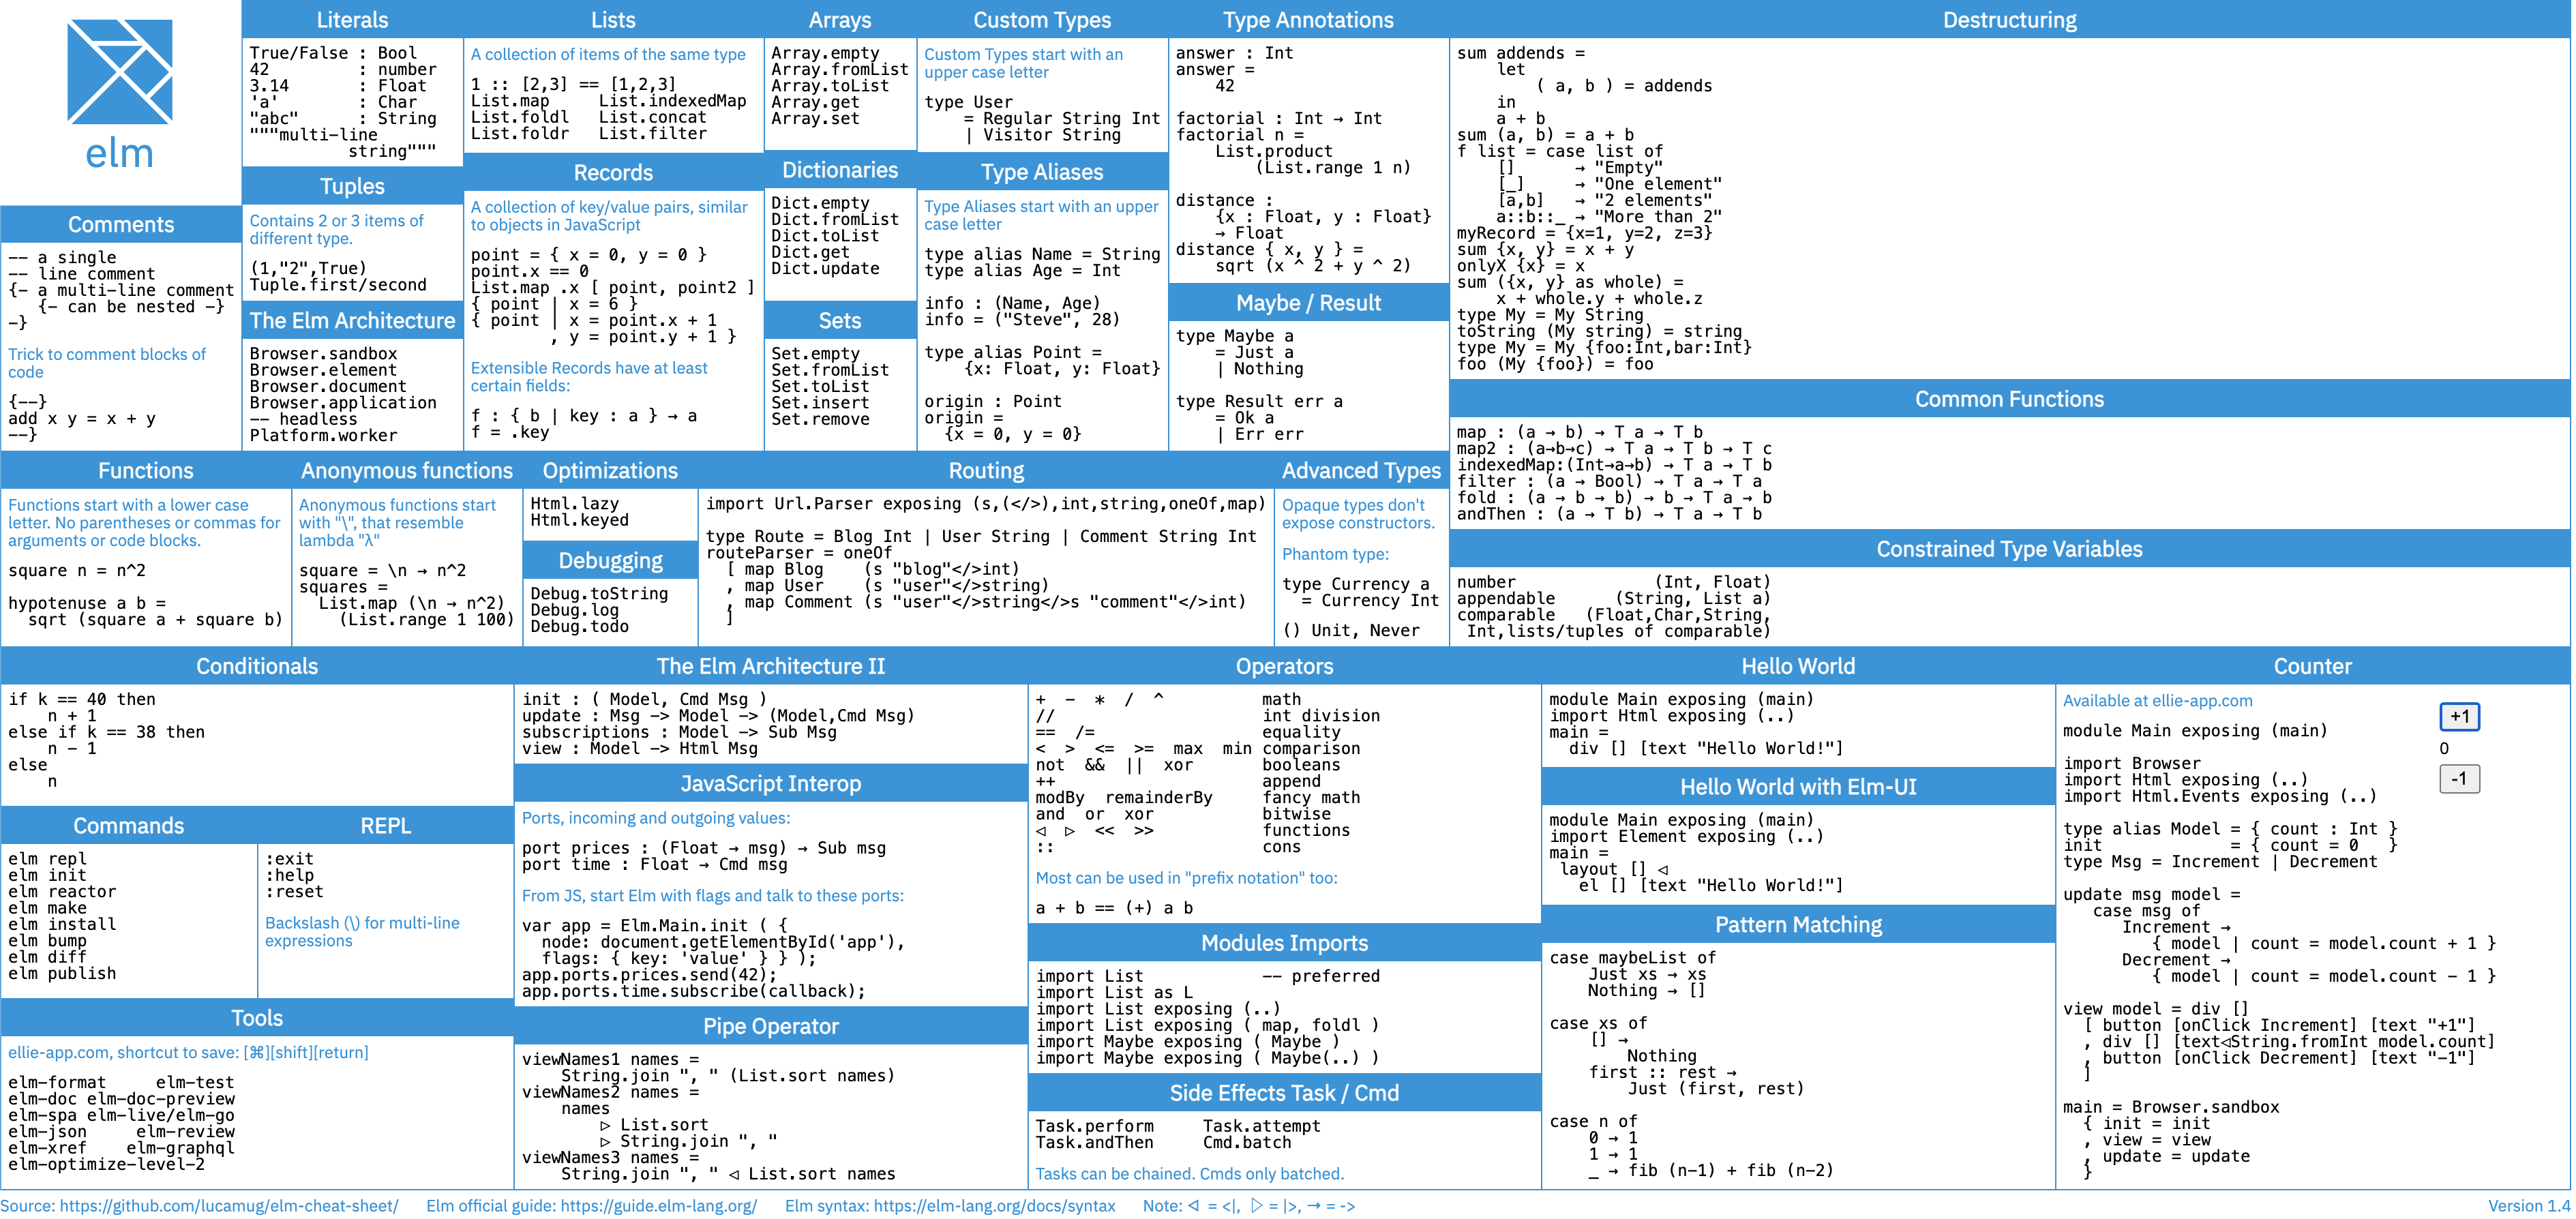 elm
Comments
-- a single
-- line comment
{- a multi-line comment
   {- can be nested -}
-}
Trick to comment blocks of
code
{--}
add x y = x + y
--}
Literals
True/False : Bool
42         : number
3.14       : Float
'a'        : Char
"abc"      : String
"""multi-line
          string"""
Tuples
Contains 2 or 3 items of
different type.
(1,"2",True)
Tuple.first/second
The Elm Architecture
Browser.sandbox
Browser.element
Browser.document
Browser.application
-- headless
Platform.worker
Lists
A collection of items of the same type
1 :: [2,3] == [1,2,3]
List.map     List.indexedMap
List.foldl   List.concat
List.foldr   List.filter
Records
A collection of key/value pairs, similar
to objects in JavaScript
point = { x = 0, y = 0 }
point.x == 0
List.map .x [ point, point2 ]
{ point | x = 6 }
{ point | x = point.x + 1
        , y = point.y + 1 }
Extensible Records have at least
certain fields:
f : { b | key : a } → a
f = .key
Arrays
Array.empty
Array.fromList
Array.toList
Array.get
Array.set
Dictionaries
Dict.empty
Dict.fromList
Dict.toList
Dict.get
Dict.update
Sets
Set.empty
Set.fromList
Set.toList
Set.insert
Set.remove
Custom Types
Custom Types start with an
upper case letter
type User
    = Regular String Int
    | Visitor String
Type Aliases
Type Aliases start with an upper
case letter
type alias Name = String
type alias Age = Int
info : (Name, Age)
info = ("Steve", 28)
type alias Point =
    {x: Float, y: Float}
origin : Point
origin =
  {x = 0, y = 0}
Type Annotations
answer : Int
answer =
    42
factorial : Int → Int
factorial n =
    List.product
        (List.range 1 n)
distance :
    {x : Float, y : Float}
    → Float
distance { x, y } =
    sqrt (x ^ 2 + y ^ 2)
Maybe / Result
type Maybe a
    = Just a
    | Nothing
type Result err a
    = Ok a
    | Err err
Destructuring
sum addends =
    let
        ( a, b ) = addends
    in
    a + b
sum (a, b) = a + b
f list = case list of
    []      → "Empty"
    [_]     → "One element"
    [a,b]   → "2 elements"
    a::b::_ → "More than 2"
myRecord = {x=1, y=2, z=3}
sum {x, y} = x + y
onlyX {x} = x
sum ({x, y} as whole) =
    x + whole.y + whole.z
type My = My String
toString (My string) = string
type My = My {foo:Int,bar:Int}
foo (My {foo}) = foo
Common Functions
map : (a → b) → T a → T b
map2 : (a→b→c) → T a → T b → T c
indexedMap:(Int→a→b) → T a → T b
filter : (a → Bool) → T a → T a
fold : (a → b → b) → b → T a → b
andThen : (a → T b) → T a → T b
Constrained Type Variables
number              (Int, Float)
appendable      (String, List a)
comparable   (Float,Char,String,
 Int,lists/tuples of comparable)
Functions
Functions start with a lower case
letter. No parentheses or commas for
arguments or code blocks.
square n = n^2
hypotenuse a b =
  sqrt (square a + square b)
Anonymous functions
Anonymous functions start
with "\", that resemble
lambda "λ"
square = \n → n^2
squares =
  List.map (\n → n^2)
    (List.range 1 100)
Optimizations
Html.lazy
Html.keyed
Debugging
Debug.toString
Debug.log
Debug.todo
Routing
import Url.Parser exposing (s,(</>),int,string,oneOf,map)
type Route = Blog Int | User String | Comment String Int
routeParser = oneOf
  [ map Blog    (s "blog"</>int)
  , map User    (s "user"</>string)
  , map Comment (s "user"</>string</>s "comment"</>int)
  ]
Advanced Types
Opaque types don't
expose constructors.
Phantom type:
type Currency a
  = Currency Int
() Unit, Never
Conditionals
if k == 40 then
    n + 1
else if k == 38 then
    n - 1
else
    n
Commands
elm repl
elm init
elm reactor
elm make
elm install
elm bump
elm diff
elm publish
REPL
:exit
:help
:reset
Backslash (\) for multi-line
expressions
Tools
ellie-app.com, shortcut to save: [⌘][shift][return]
elm-format     elm-test
elm-doc elm-doc-preview
elm-spa elm-live/elm-go
elm-json     elm-review
elm-xref    elm-graphql
elm-optimize-level-2
The Elm Architecture II
init : ( Model, Cmd Msg )
update : Msg -> Model -> (Model,Cmd Msg)
subscriptions : Model -> Sub Msg
view : Model -> Html Msg
JavaScript Interop
Ports, incoming and outgoing values:
port prices : (Float → msg) → Sub msg
port time : Float → Cmd msg
From JS, start Elm with flags and talk to these ports:
var app = Elm.Main.init ( {
  node: document.getElementById('app'),
  flags: { key: 'value' } } );
app.ports.prices.send(42);
app.ports.time.subscribe(callback);
Pipe Operator
viewNames1 names =
    String.join ", " (List.sort names)
viewNames2 names =
    names
        ▷ List.sort
        ▷ String.join ", "
viewNames3 names =
    String.join ", " ◁ List.sort names
Operators
+  -  *  /  ^          math
//                     int division
==  /=                 equality
<  >  <=  >=  max  min comparison
not  &&  ||  xor       booleans
++                     append
modBy  remainderBy     fancy math
and  or  xor           bitwise
◁  ▷  <<  >>           functions
::                     cons
Most can be used in "prefix notation" too:
a + b == (+) a b
Modules Imports
import List            -- preferred
import List as L
import List exposing (..)
import List exposing ( map, foldl )
import Maybe exposing ( Maybe )
import Maybe exposing ( Maybe(..) )
Side Effects Task / Cmd
Task.perform     Task.attempt
Task.andThen     Cmd.batch
Tasks can be chained. Cmds only batched.
Hello World
module Main exposing (main)
import Html exposing (..)
main =
  div [] [text "Hello World!"]
Hello World with Elm-UI
module Main exposing (main)
import Element exposing (..)
main =
 layout [] ◁
   el [] [text "Hello World!"]
Pattern Matching
case maybeList of
    Just xs → xs
    Nothing → []
case xs of
    [] →
        Nothing
    first :: rest →
        Just (first, rest)
case n of
    0 → 1
    1 → 1
    _ → fib (n-1) + fib (n-2)
Counter
Available at ellie-app.com
+1
0
-1
module Main exposing (main)
import Browser
import Html exposing (..)
import Html.Events exposing (..)
type alias Model = { count : Int }
init             = { count = 0   }
type Msg = Increment | Decrement
update msg model =
   case msg of
      Increment →
         { model | count = model.count + 1 }
      Decrement →
         { model | count = model.count - 1 }
view model = div []
  [ button [onClick Increment] [text "+1"]
  , div [] [text◁String.fromInt model.count]
  , button [onClick Decrement] [text "-1"]
  ]
main = Browser.sandbox
  { init = init
  , view = view
  , update = update
  }
Source: https://github.com/lucamug/elm-cheat-sheet/ Elm official guide: https://guide.elm-lang.org/ Elm syntax: https://elm-lang.org/docs/syntax Note: ◁ = <|, ▷ = |>, → = -> Version 1.4